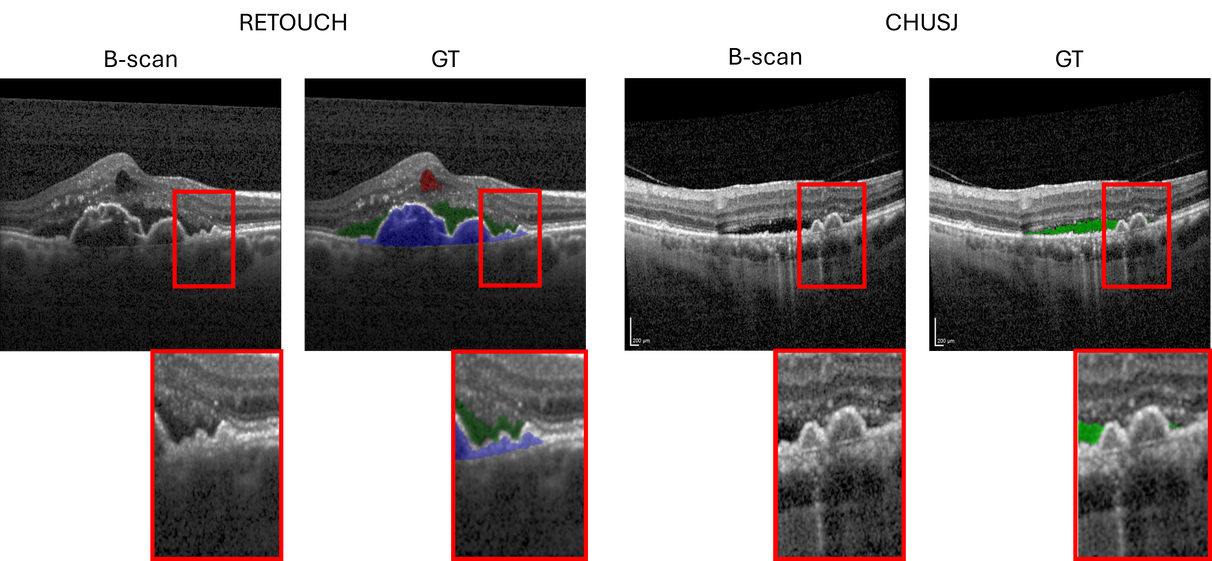 RETOUCH
CHUSJ
B-scan
GT
B-scan
GT
200 µm
200 µm